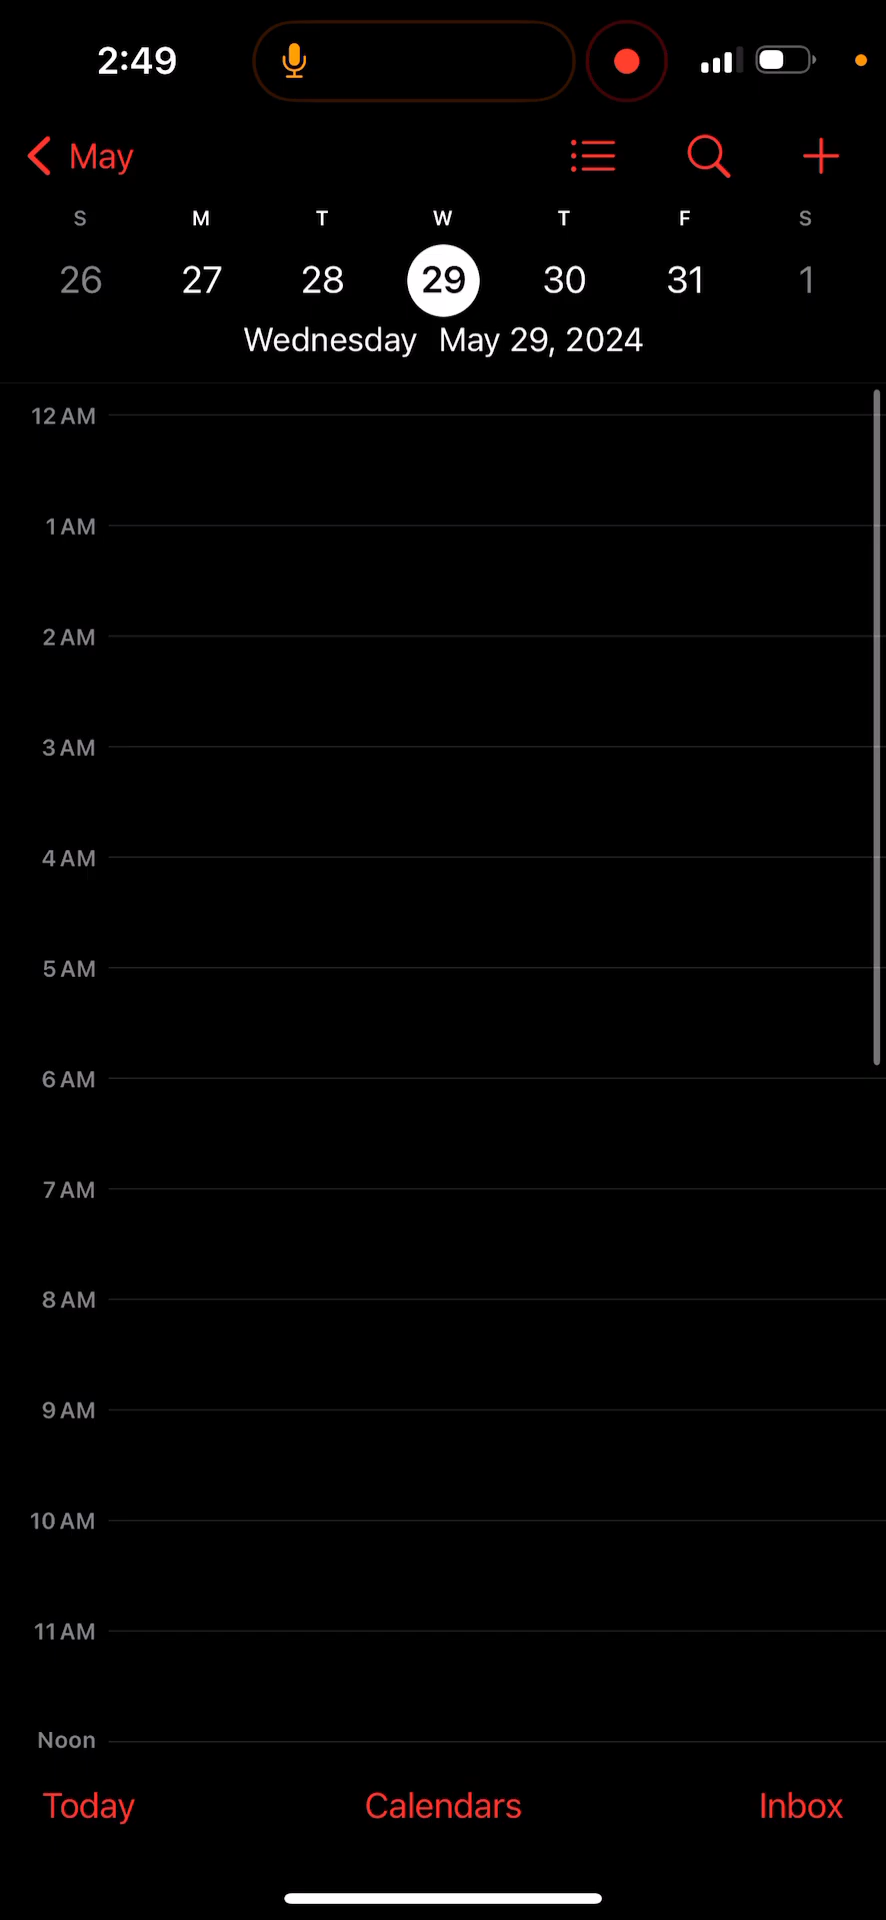 2:49
May
S M T W T F S
26 27 28 29 30 31 1
Wednesday May 29, 2024
12 AM
1 AM
2 AM
3 AM
4 AM
5 AM
6 AM
7 AM
8 AM
9 AM
10 AM
11 AM
Noon
Today Calendars Inbox